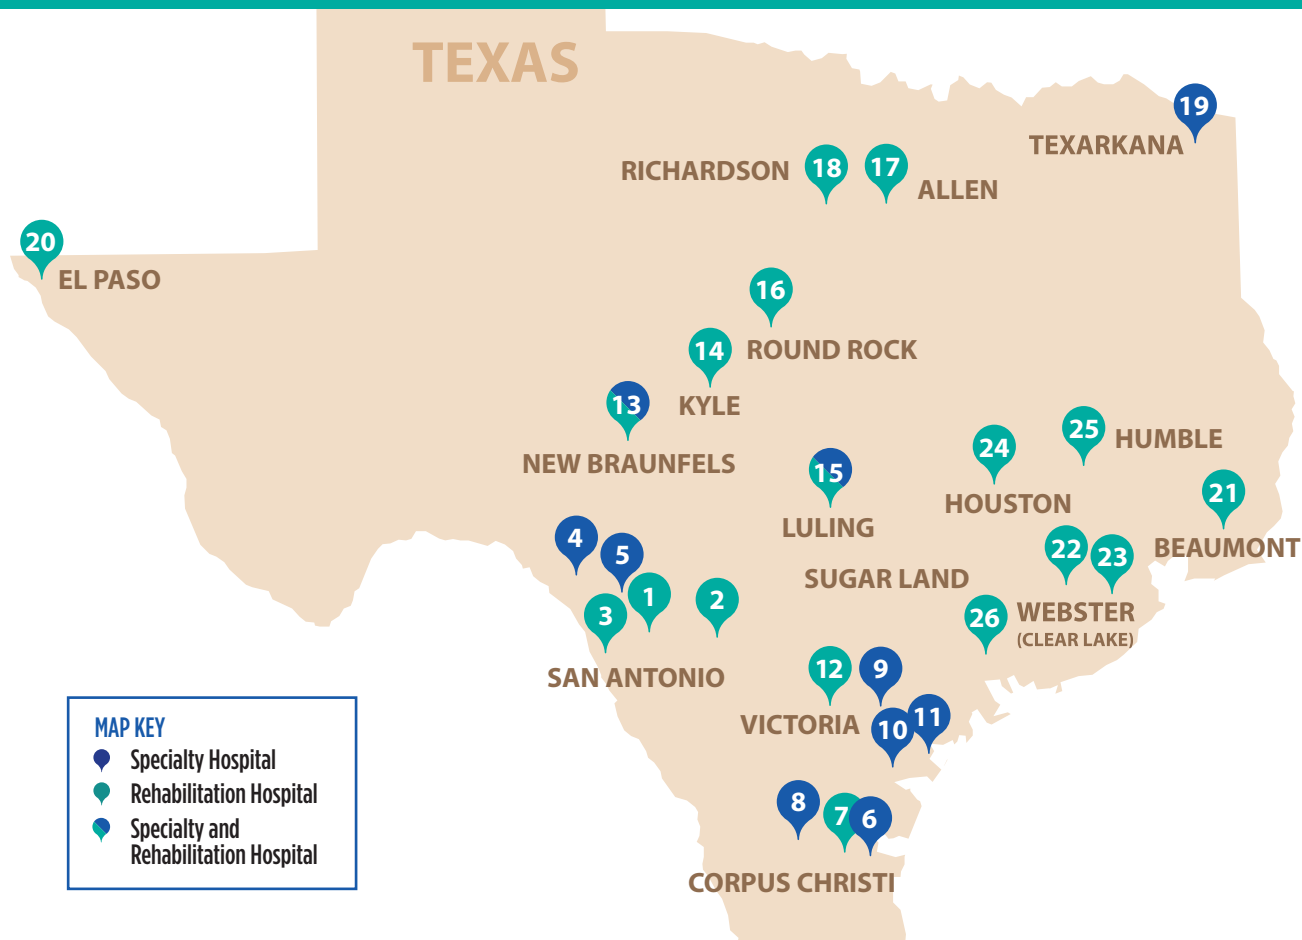 TEXAS
19
TEXARKANA
RICHARDSON
18
17
ALLEN
20
EL PASO
16
ROUND ROCK
14
KYLE
13
NEW BRAUNFELS
15
LULING
24
HOUSTON
25
HUMBLE
21
BEAUMONT
4
5
1
2
3
SAN ANTONIO
SUGAR LAND
26
22
23
WEBSTER
(CLEAR LAKE)
12
9
VICTORIA
10
11
8
7
6
CORPUS CHRISTI
MAP KEY
Specialty Hospital
Rehabilitation Hospital
Specialty and
Rehabilitation Hospital